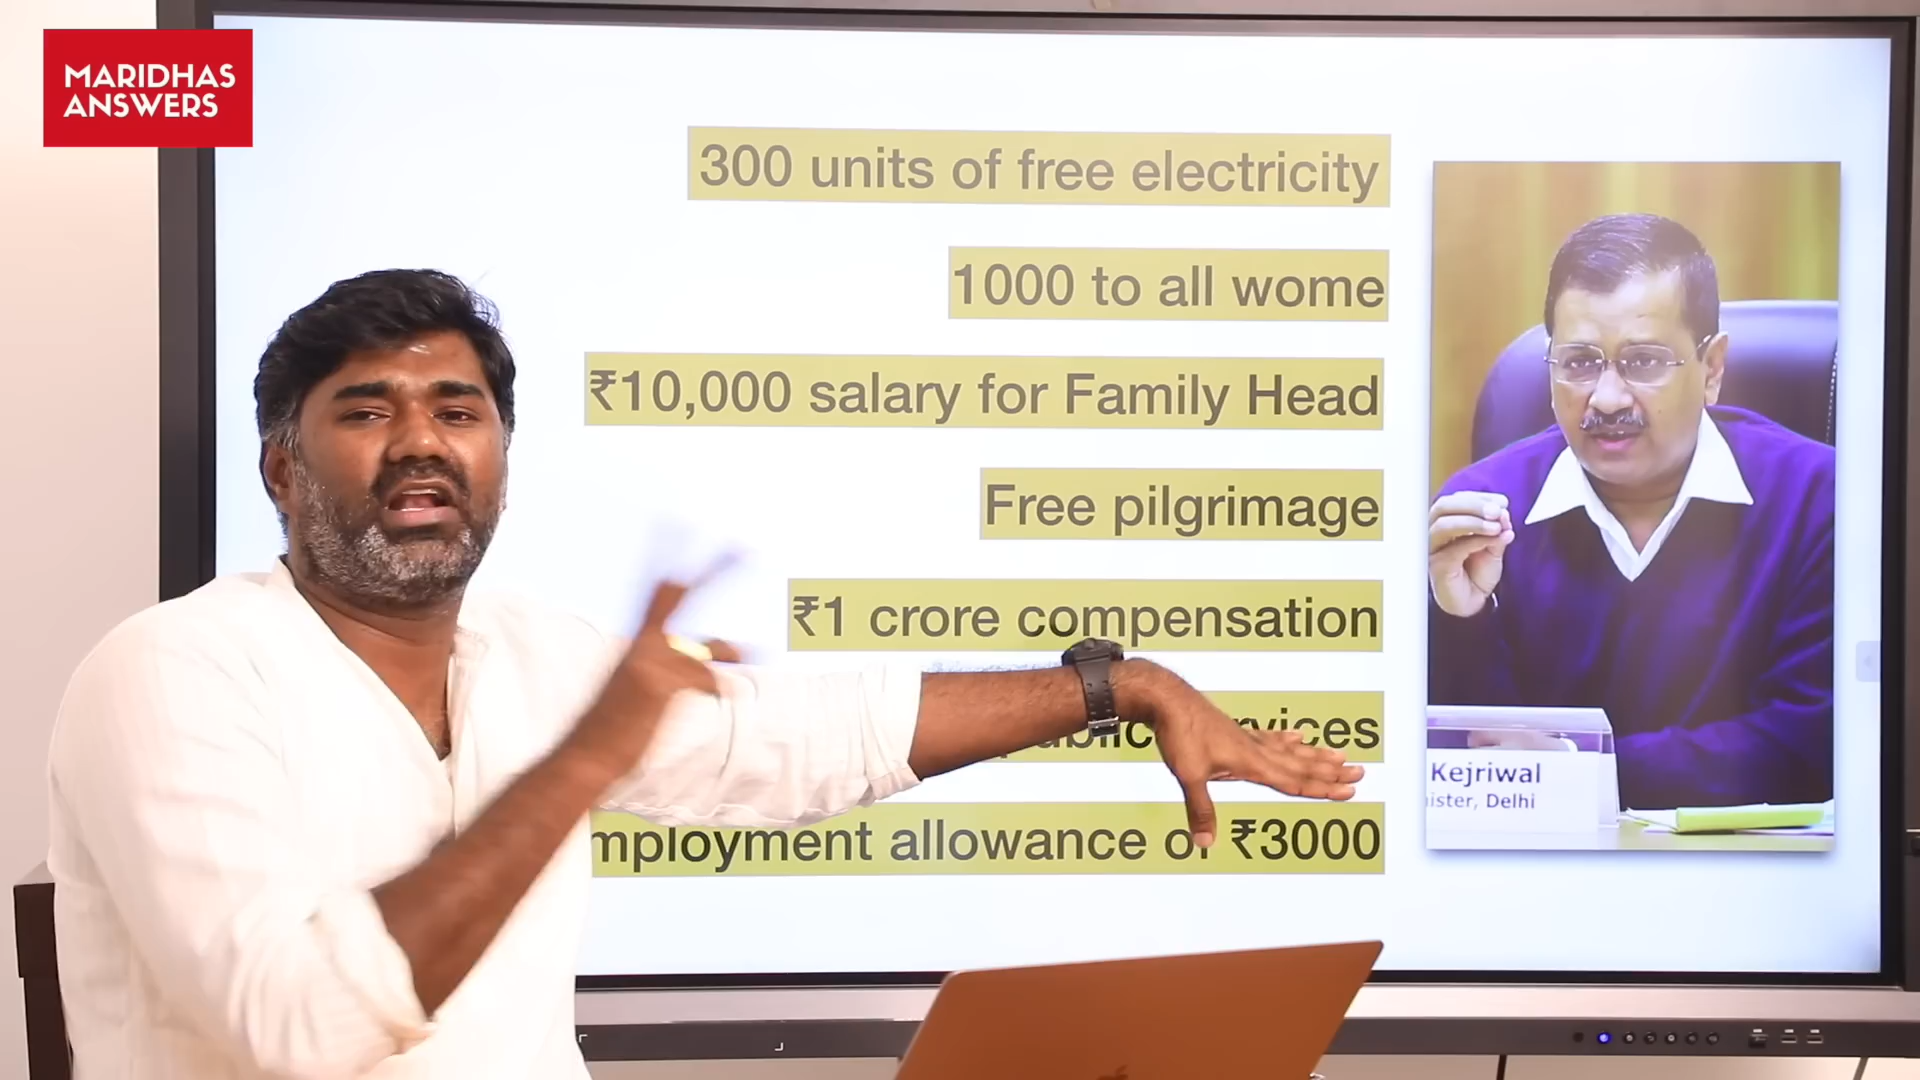 MARIDHAS
ANSWERS
300 units of free electricity
1000 to all wome
₹10,000 salary for Family Head
Free pilgrimage
₹1 crore compensation
mployment allowance of ₹3000
Kejriwal
ister, Delhi